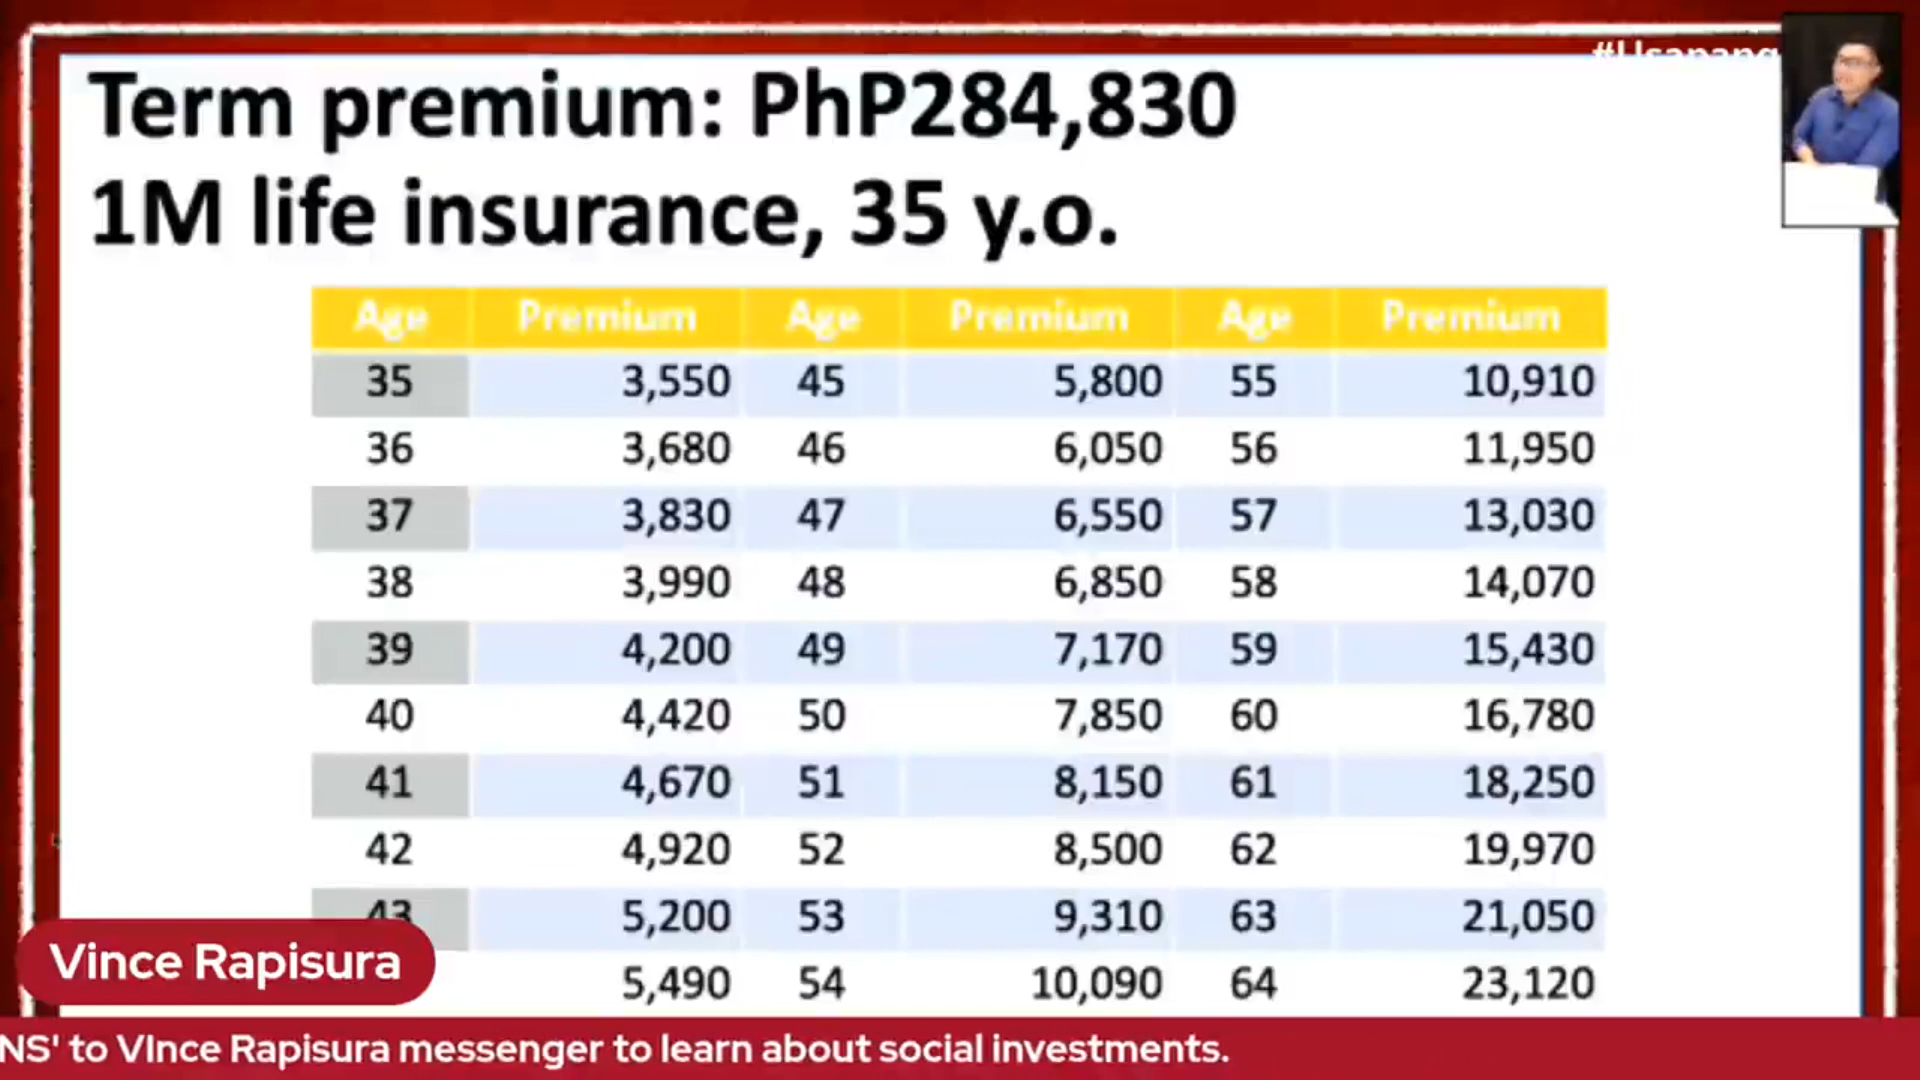 #Usapang
Term premium: PhP284,830
1M life insurance, 35 y.o.
Age Premium Age Premium Age Premium
35 3,550 45 5,800 55 10,910
36 3,680 46 6,050 56 11,950
37 3,830 47 6,550 57 13,030
38 3,990 48 6,850 58 14,070
39 4,200 49 7,170 59 15,430
40 4,420 50 7,850 60 16,780
41 4,670 51 8,150 61 18,250
42 4,920 52 8,500 62 19,970
43 5,200 53 9,310 63 21,050
5,490 54 10,090 64 23,120
Vince Rapisura
NS' to VInce Rapisura messenger to learn about social investments.